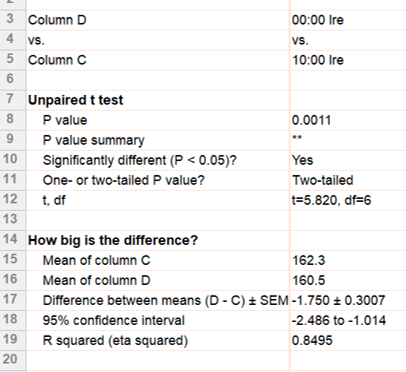 3 Column D 00:00 Ire
4 vs. vs.
5 Column C 10:00 Ire
6
7 Unpaired t test
8 P value 0.0011
9 P value summary **
10 Significantly different (P < 0.05)? Yes
11 One- or two-tailed P value? Two-tailed
12 t, df t=5.820, df=6
13
14 How big is the difference?
15 Mean of column C 162.3
16 Mean of column D 160.5
17 Difference between means (D - C) ± SEM -1.750 ± 0.3007
18 95% confidence interval -2.486 to -1.014
19 R squared (eta squared) 0.8495
20